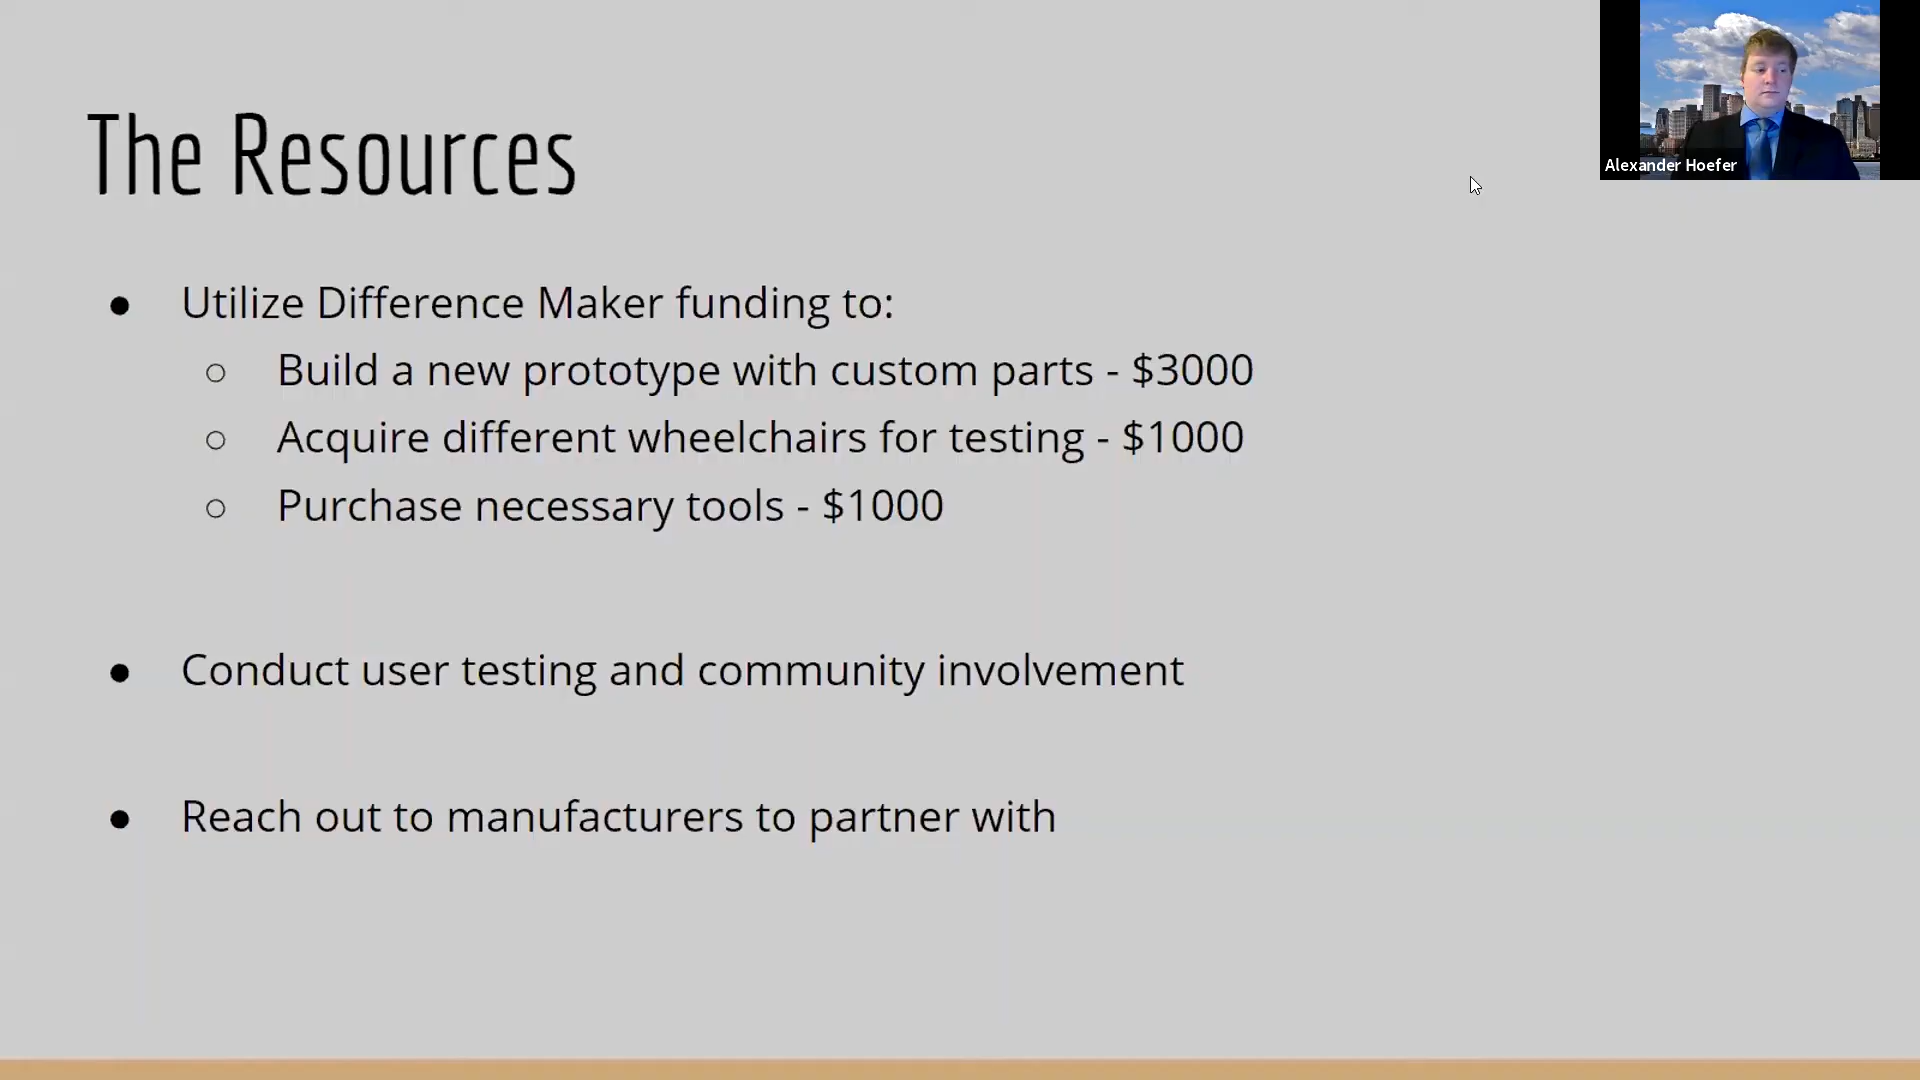 The Resources
Alexander Hoefer
● Utilize Difference Maker funding to:
○ Build a new prototype with custom parts - $3000
○ Acquire different wheelchairs for testing - $1000
○ Purchase necessary tools - $1000
● Conduct user testing and community involvement
● Reach out to manufacturers to partner with